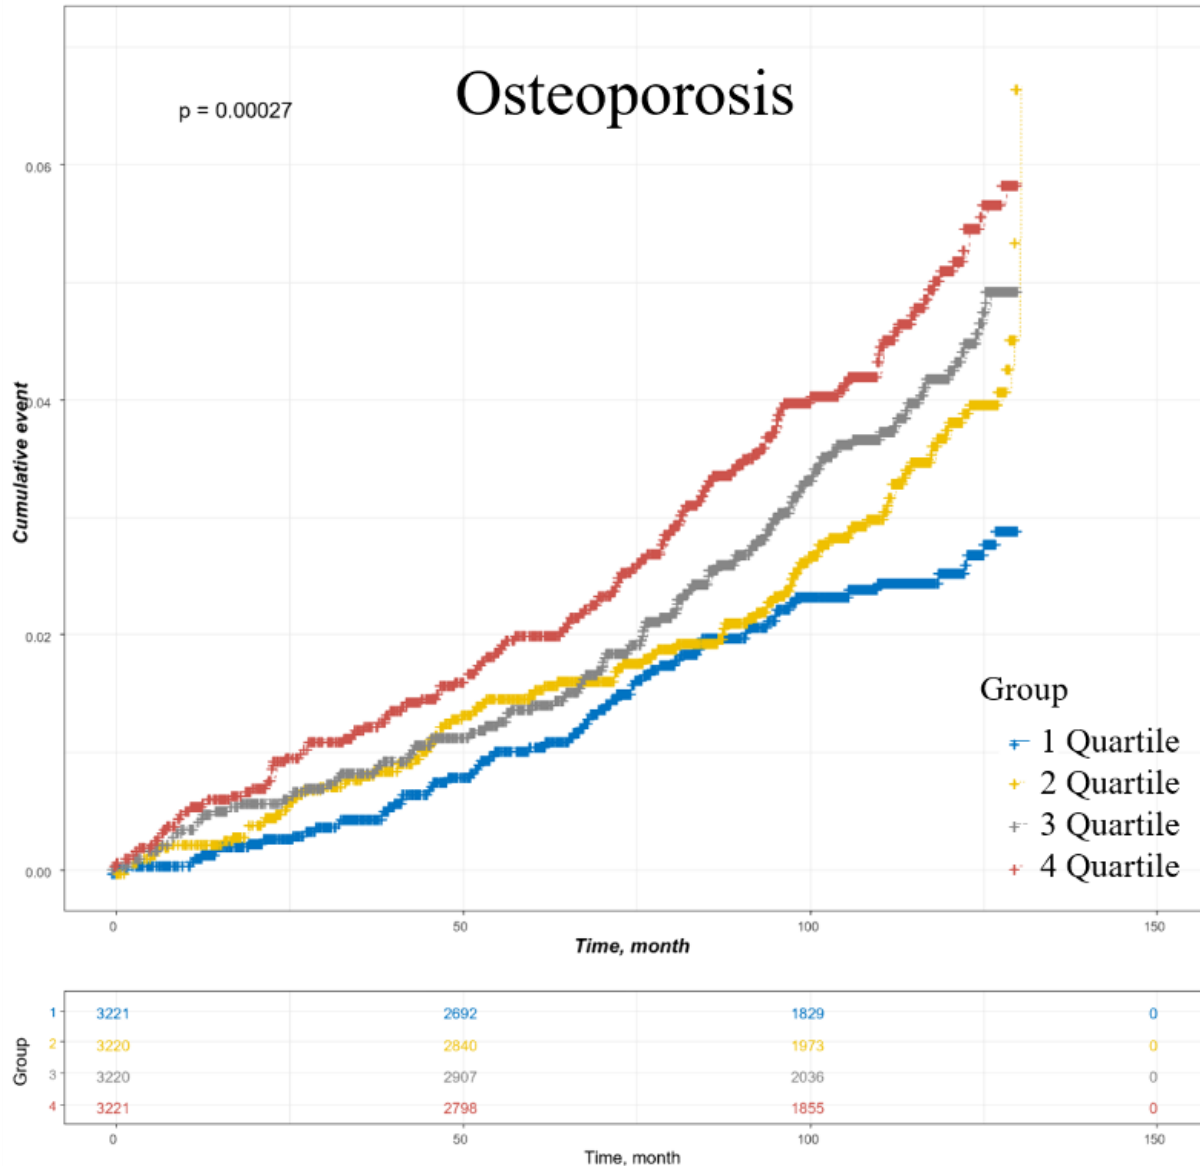 Osteoporosis
p = 0.00027
0.06
0.04
0.02
0.00
Cumulative event
0 50 100 150
Time, month
Group
1 Quartile
2 Quartile
3 Quartile
4 Quartile
Group
1 3221 2692 1829 0
2 3220 2840 1973 0
3 3220 2907 2036 0
4 3221 2798 1855 0
0 50 100 150
Time, month